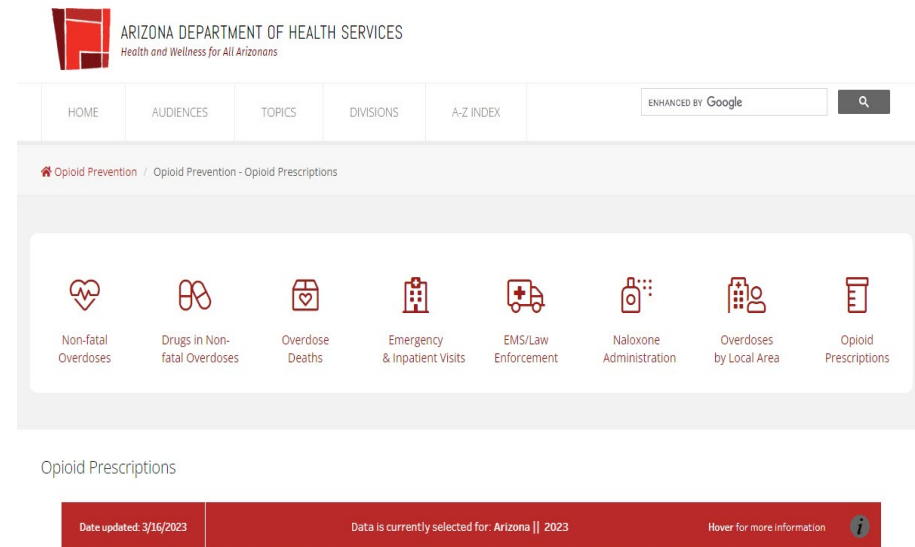 ARIZONA DEPARTMENT OF HEALTH SERVICES
Health and Wellness for All Arizonans
HOME AUDIENCES TOPICS DIVISIONS A-Z INDEX ENHANCED BY Google
Opioid Prevention / Opioid Prevention - Opioid Prescriptions
Non-fatal Overdoses
Drugs in Non-
fatal Overdoses
Overdose
Deaths
Emergency
& Inpatient Visits
EMS/Law
Enforcement
Naloxone
Administration
Overdoses
by Local Area
Opioid
Prescriptions
Opioid Prescriptions
Date updated: 3/16/2023 Data is currently selected for: Arizona || 2023 Hover for more information i